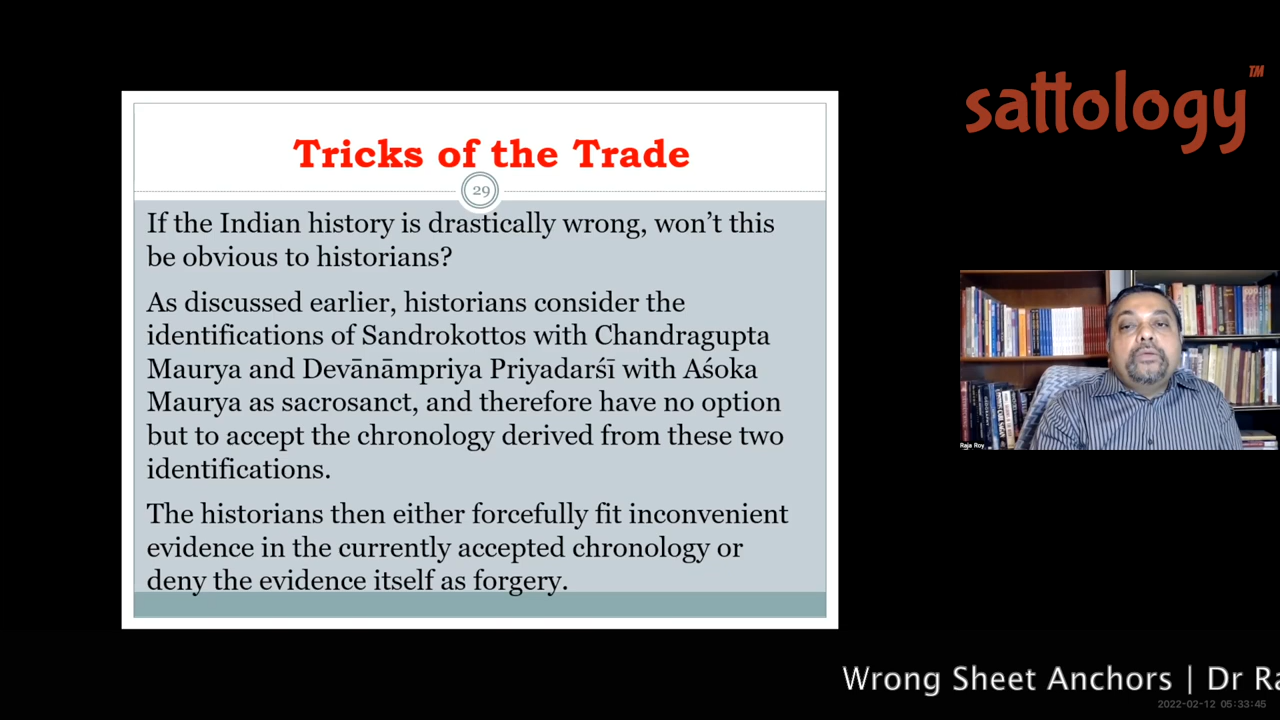 sattology TM
Tricks of the Trade
29
If the Indian history is drastically wrong, won't this
be obvious to historians?
As discussed earlier, historians consider the
identifications of Sandrokottos with Chandragupta
Maurya and Devānāmpriya Priyadarśī with Aśoka
Maurya as sacrosanct, and therefore have no option
but to accept the chronology derived from these two
identifications.
The historians then either forcefully fit inconvenient
evidence in the currently accepted chronology or
deny the evidence itself as forgery.
Raja Roy
Wrong Sheet Anchors | Dr Ra
2022-02-12 05:33:45